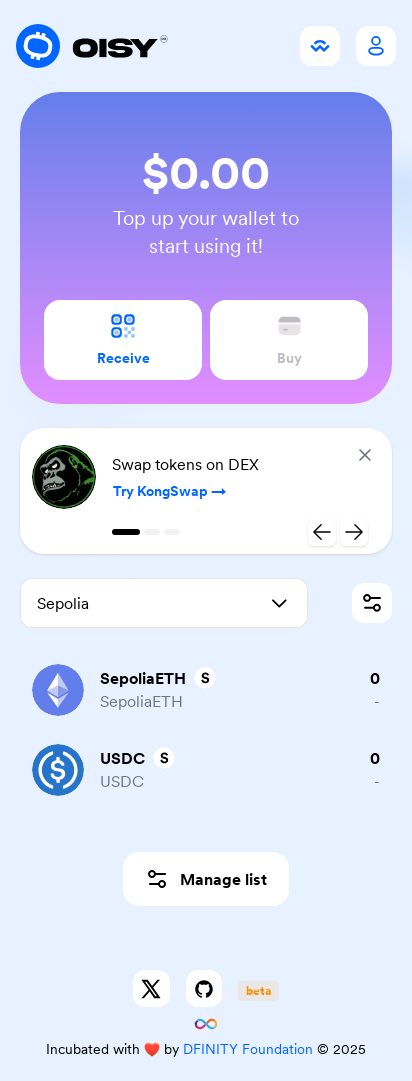 OISY
$0.00
Top up your wallet to
start using it!
Receive
Buy
Swap tokens on DEX
Try KongSwap →
Sepolia
SepoliaETH S
0
SepoliaETH
-
USDC S
0
USDC
-
Manage list
beta
Incubated with ❤️ by DFINITY Foundation © 2025